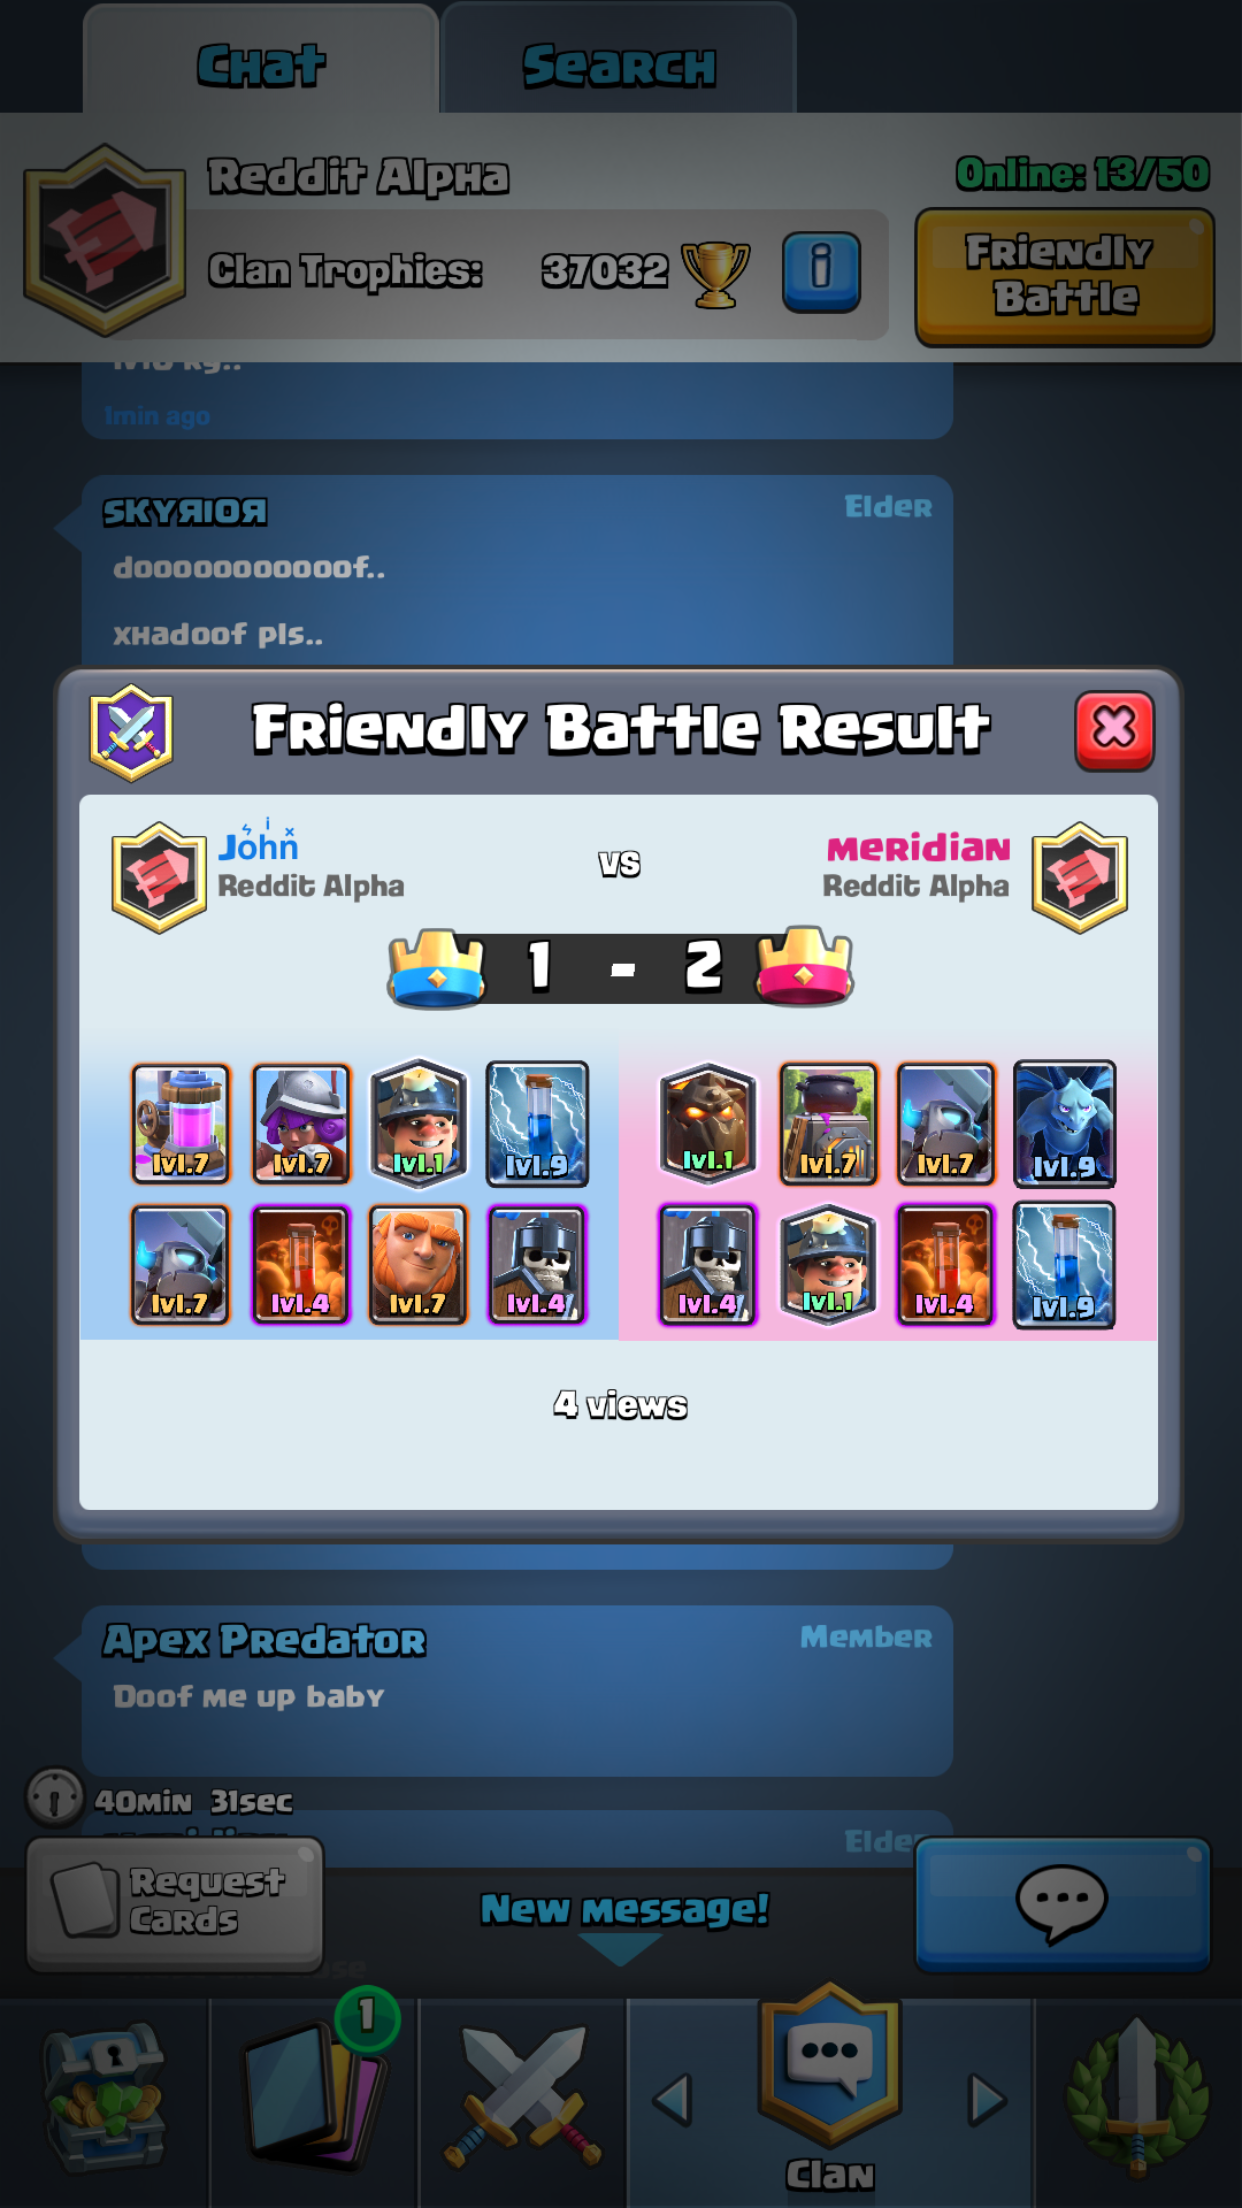 Chat
Search
Reddit Alpha
Online: 13/50
Clan Trophies: 37032
Friendly
Battle
1min ago
SKYЯIOЯ
Elder
dooooooooooof..
xhadoof pls..
Friendly Battle Result
John
Reddit Alpha
vs
Meridian
Reddit Alpha
1 - 2
lvl.7 lvl.7 lvl.1 lvl.9
lvl.1 lvl.7 lvl.7 lvl.9
lvl.7 lvl.4 lvl.7 lvl.4
lvl.4 lvl.1 lvl.4 lvl.9
4 views
Apex Predator
Member
Doof me up baby
40min 31sec
Elder
Request
Cards
New message!
1
Clan